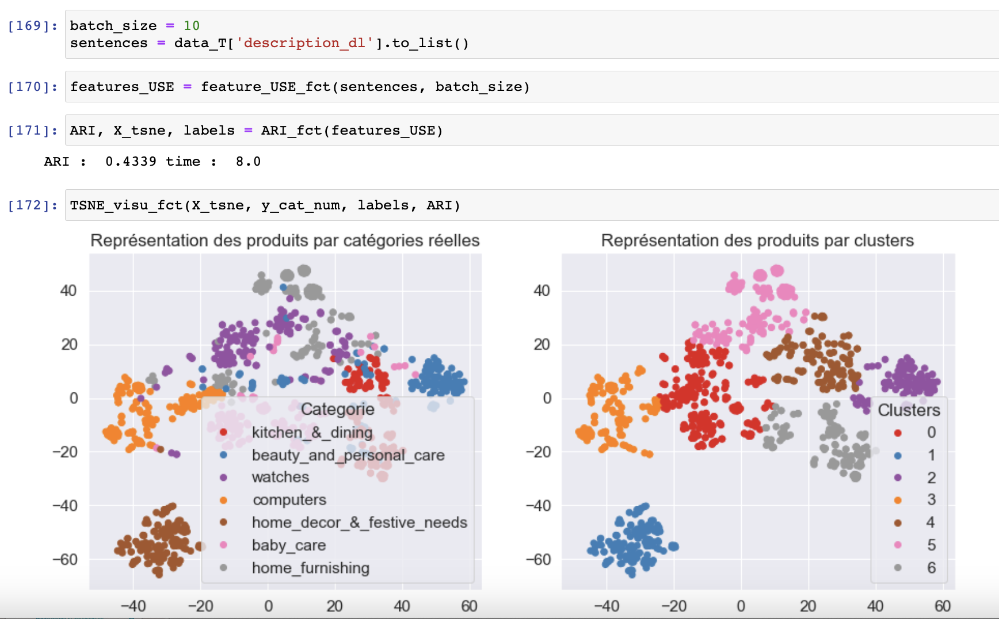 [169]: batch_size = 10
sentences = data_T['description_dl'].to_list()
[170]: features_USE = feature_USE_fct(sentences, batch_size)
[171]: ARI, X_tsne, labels = ARI_fct(features_USE)
ARI :  0.4339 time :  8.0
[172]: TSNE_visu_fct(X_tsne, y_cat_num, labels, ARI)
Représentation des produits par catégories réelles
40
20
0
−20
−40
−60
−40 −20 0 20 40 60
Categorie
kitchen_&_dining
beauty_and_personal_care
watches
computers
home_decor_&_festive_needs
baby_care
home_furnishing
Représentation des produits par clusters
40
20
0
−20
−40
−60
−40 −20 0 20 40 60
Clusters
0
1
2
3
4
5
6